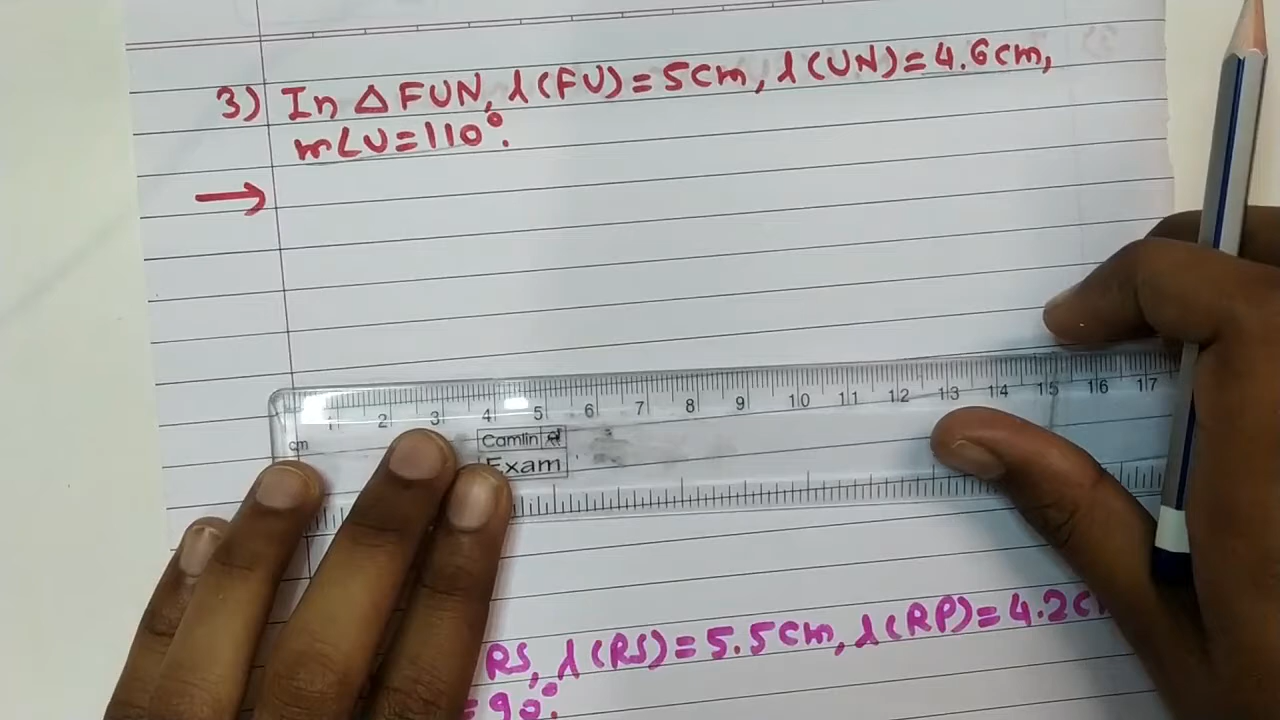 3) In △ FUN, l(FU)=5cm, l(UN)=4.6cm,
m∠U=110°.
→
1 2 3 4 5 6 7 8 9 10 11 12 13 14 15 16 17
cm
Camlin
Exam
RS, l(RS)=5.5cm, l(RP)=4.2
=90°.